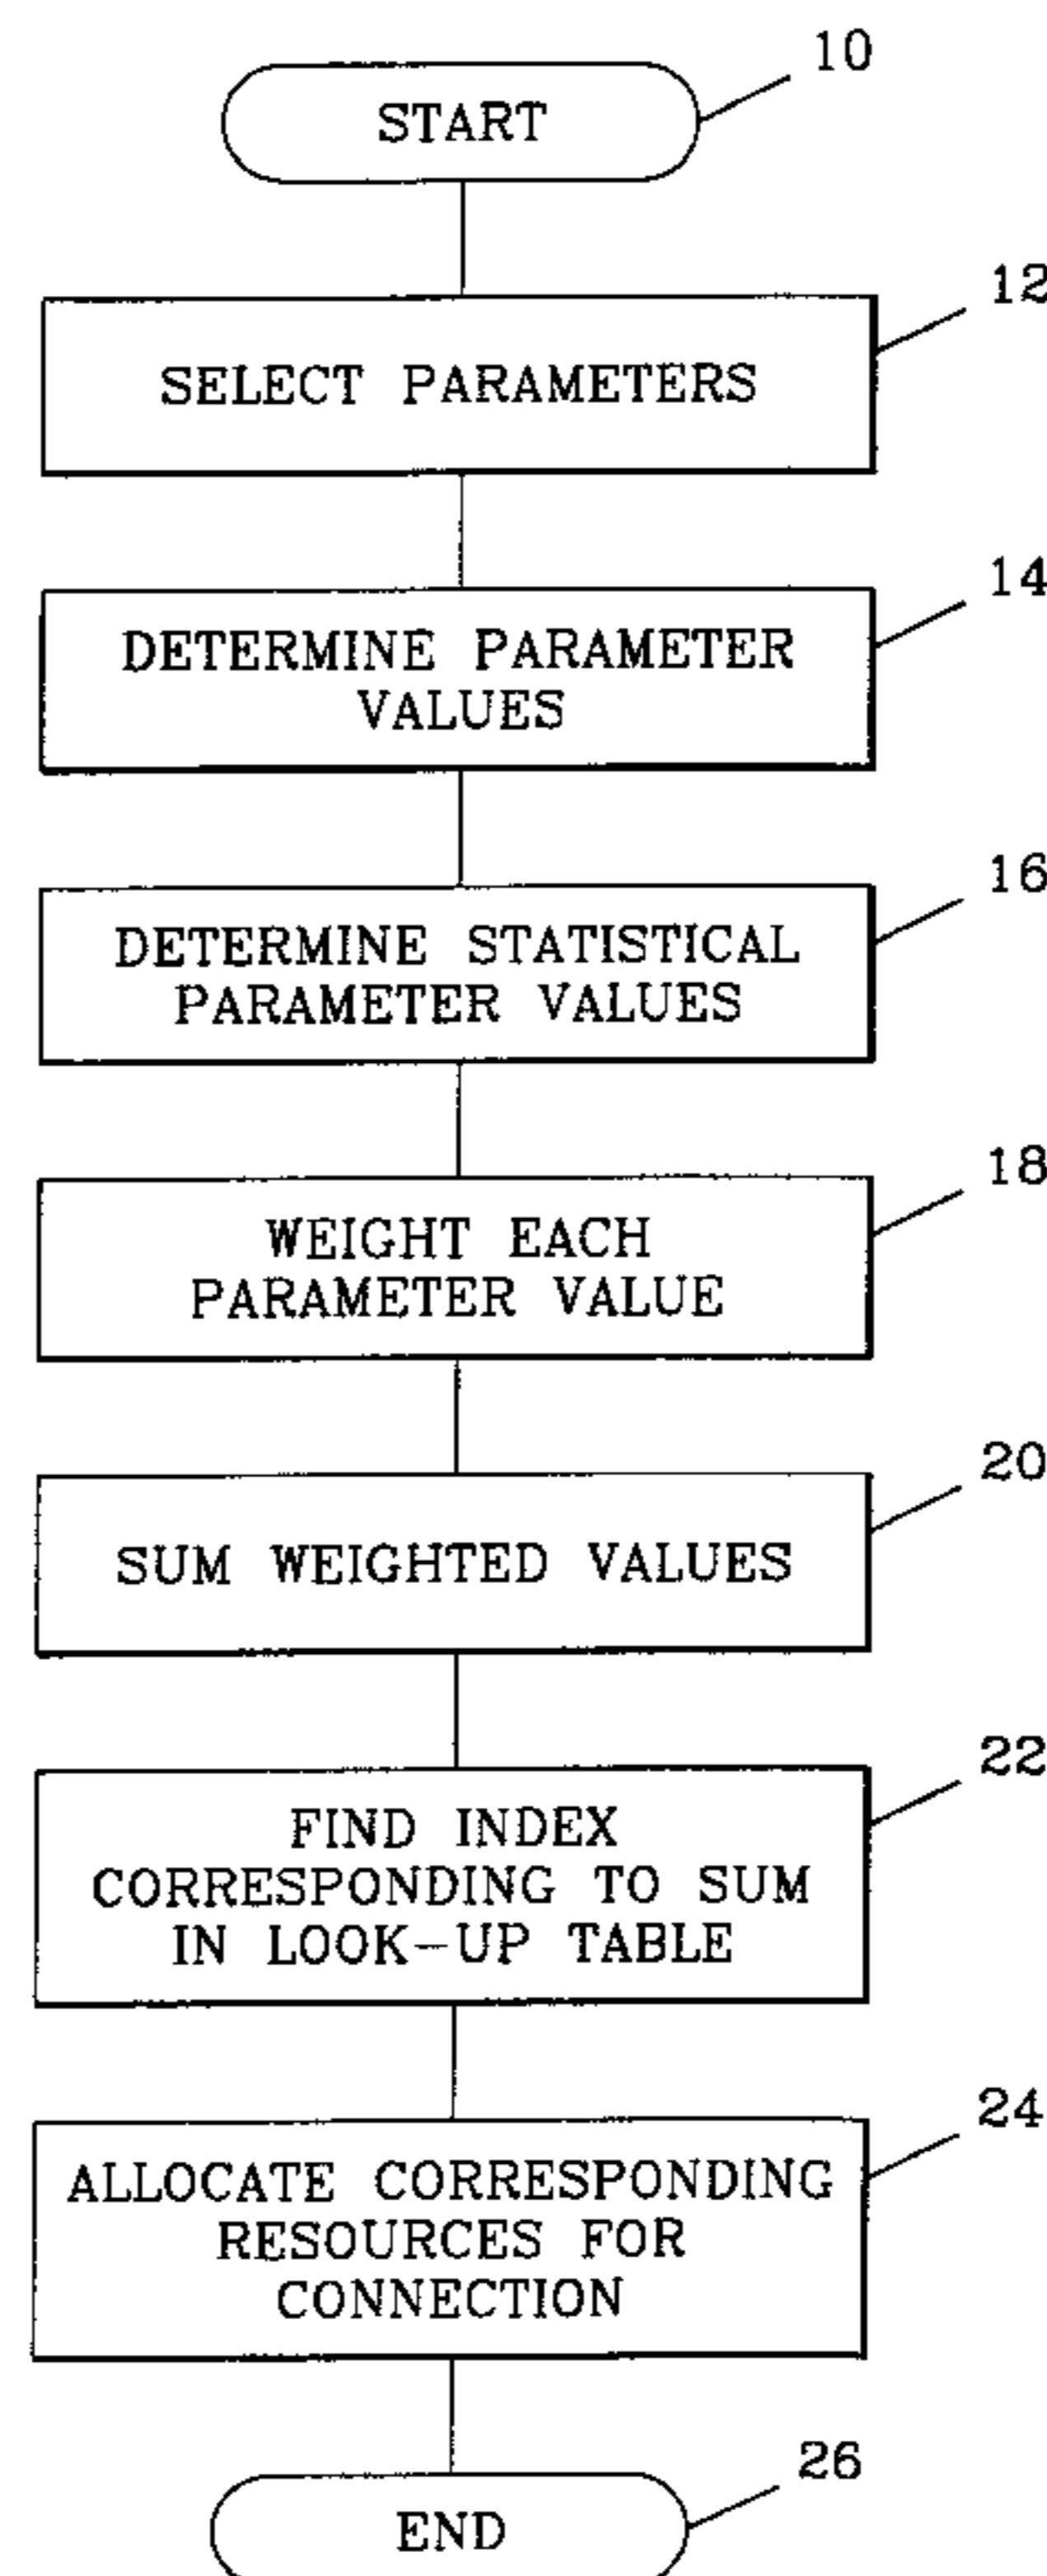 10
START
12
SELECT PARAMETERS
14
DETERMINE PARAMETER
VALUES
16
DETERMINE STATISTICAL
PARAMETER VALUES
18
WEIGHT EACH
PARAMETER VALUE
20
SUM WEIGHTED VALUES
22
FIND INDEX
CORRESPONDING TO SUM
IN LOOK-UP TABLE
24
ALLOCATE CORRESPONDING
RESOURCES FOR
CONNECTION
26
END